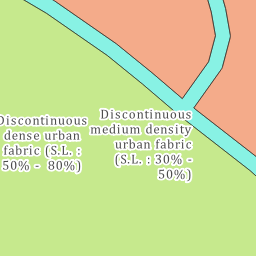 Discontinuous
dense urban
fabric (S.L. :
50% -  80%)
Discontinuous
medium density
urban fabric
(S.L. : 30% -
50%)